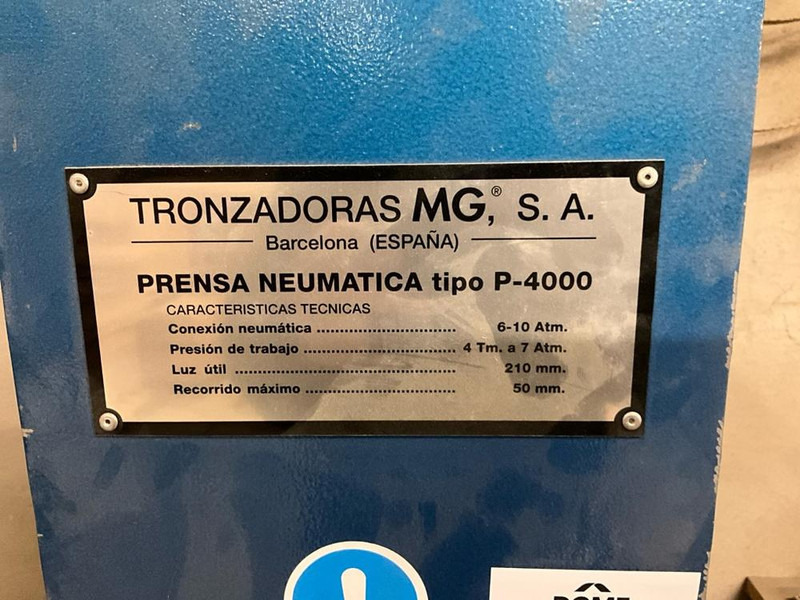 TRONZADORAS MG,® S. A.
Barcelona (ESPAÑA)
PRENSA NEUMATICA tipo P-4000
CARACTERISTICAS TECNICAS
Conexión neumática ........................................ 6-10 Atm.
Presión de trabajo ........................................... 4 Tm. a 7 Atm.
Luz útil ............................................................. 210 mm.
Recorrido máximo .......................................... 50 mm.